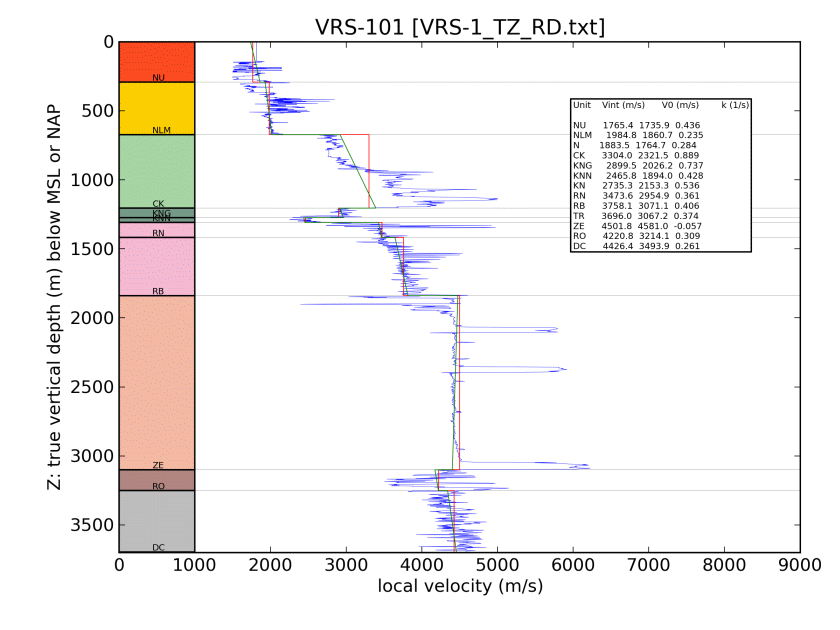 VRS-101 [VRS-1_TZ_RD.txt]
0
500
1000
1500
2000
2500
3000
3500
Z: true vertical depth (m) below MSL or NAP
NU
NLM
CK
KNG
KNN
RN
RB
ZE
RO
DC
Unit Vint (m/s) V0 (m/s) k (1/s)
NU 1765.4 1735.9 0.436
NLM 1984.8 1860.7 0.235
N 1883.5 1764.7 0.284
CK 3304.0 2321.5 0.889
KNG 2899.5 2026.2 0.737
KNN 2465.8 1894.0 0.428
KN 2735.3 2153.3 0.536
RN 3473.6 2954.9 0.361
RB 3758.1 3071.1 0.406
TR 3696.0 3067.2 0.374
ZE 4501.8 4581.0 -0.057
RO 4220.8 3214.1 0.309
DC 4426.4 3493.9 0.261
0 1000 2000 3000 4000 5000 6000 7000 8000 9000
local velocity (m/s)